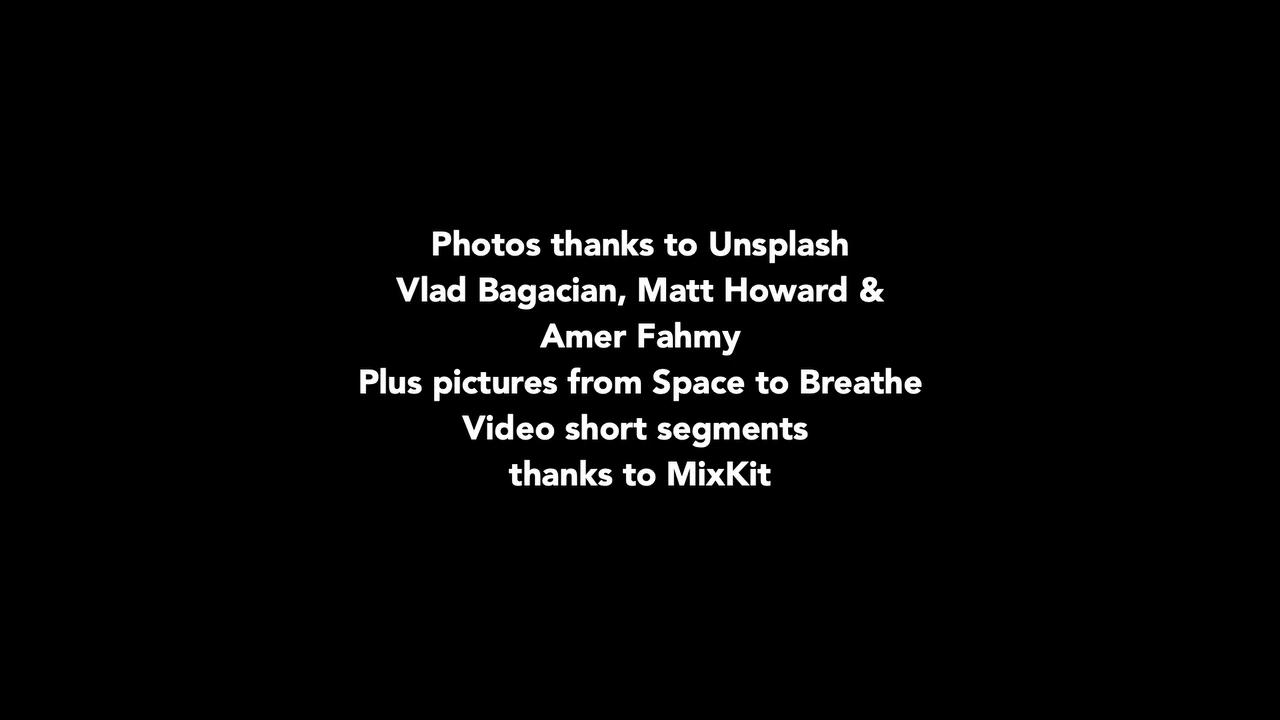 Photos thanks to Unsplash
Vlad Bagacian, Matt Howard &
Amer Fahmy
Plus pictures from Space to Breathe
Video short segments
thanks to MixKit